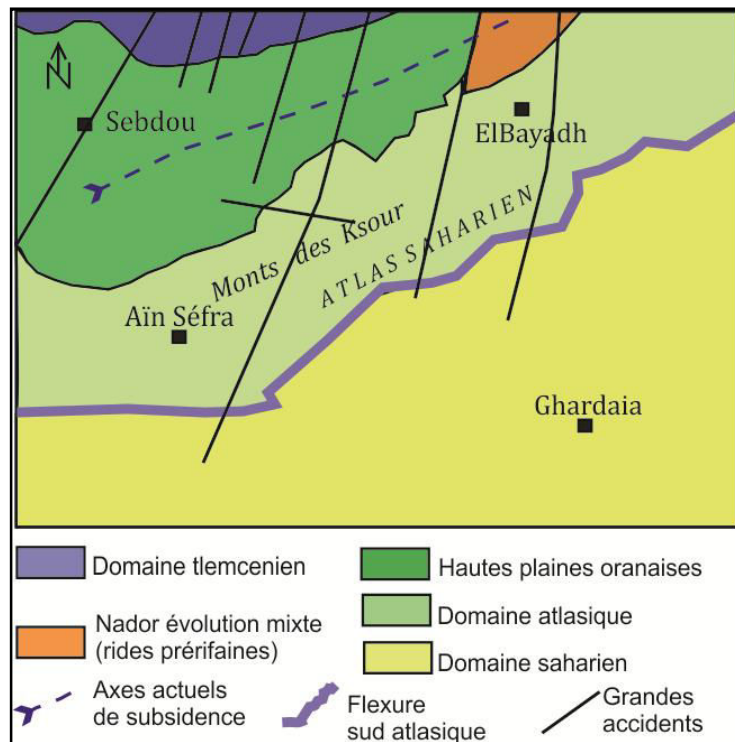 N
Sebdou
ElBayadh
Monts des Ksour
ATLAS SAHARIEN
Aïn Séfra
Ghardaia
Domaine tlemcenien
Hautes plaines oranaises
Nador évolution mixte
(rides prérifaines)
Domaine atlasique
Domaine saharien
Axes actuels
de subsidence
Flexure
sud atlasique
Grandes
accidents